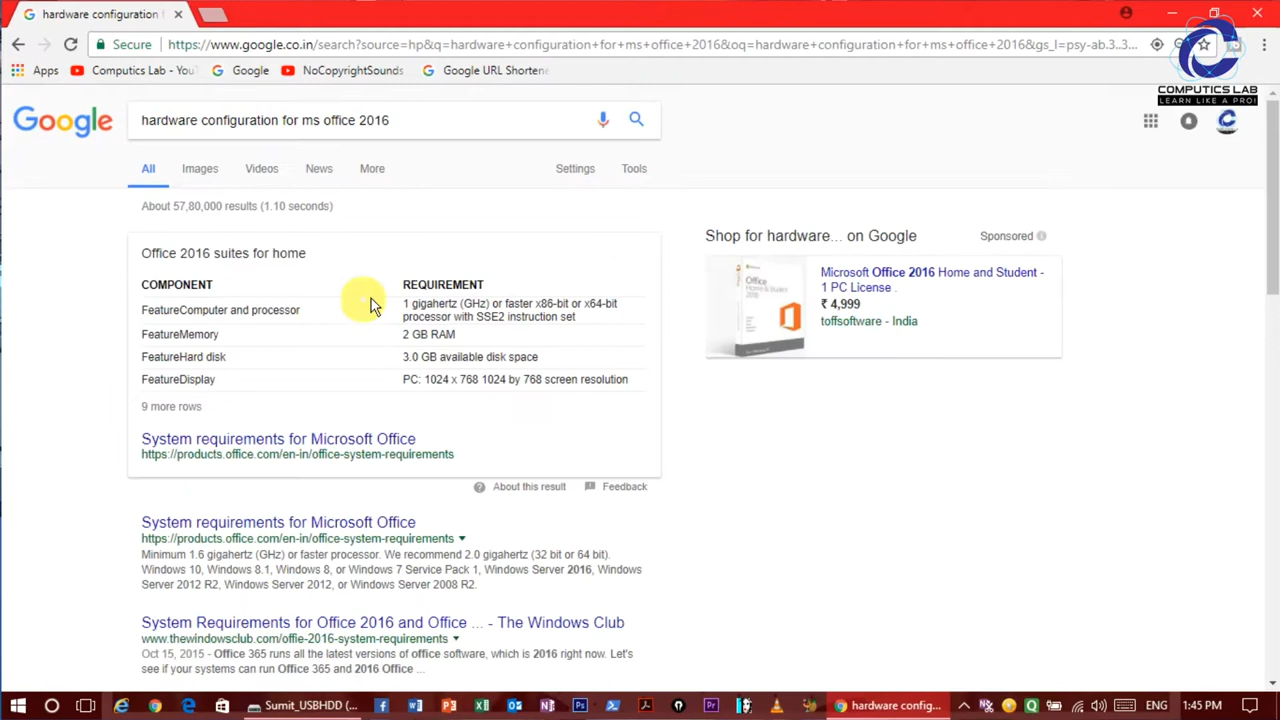 hardware configuration f
Secure https://www.google.co.in/search?source=hp&q=hardware+configuration+for+ms+office+2016&oq=hardware+configuration+for+ms+office+2016&gs_l=psy-ab.3..3...
Apps Computics Lab - You Google NoCopyrightSounds Google URL Shortene
COMPUTICS LAB
LEARN LIKE A PRO!
Google hardware configuration for ms office 2016
All Images Videos News More Settings Tools
About 57,80,000 results (1.10 seconds)
Office 2016 suites for home
COMPONENT REQUIREMENT
FeatureComputer and processor 1 gigahertz (GHz) or faster x86-bit or x64-bit
processor with SSE2 instruction set
FeatureMemory 2 GB RAM
FeatureHard disk 3.0 GB available disk space
FeatureDisplay PC: 1024 x 768 1024 by 768 screen resolution
9 more rows
System requirements for Microsoft Office
https://products.office.com/en-in/office-system-requirements
About this result Feedback
Shop for hardware... on Google Sponsored
Microsoft Office 2016 Home and Student -
1 PC License .
₹ 4,999
toffsoftware - India
System requirements for Microsoft Office
https://products.office.com/en-in/office-system-requirements
Minimum 1.6 gigahertz (GHz) or faster processor. We recommend 2.0 gigahertz (32 bit or 64 bit).
Windows 10, Windows 8.1, Windows 8, or Windows 7 Service Pack 1, Windows Server 2016, Windows
Server 2012 R2, Windows Server 2012, or Windows Server 2008 R2.
System Requirements for Office 2016 and Office ... - The Windows Club
www.thewindowsclub.com/offie-2016-system-requirements
Oct 15, 2015 - Office 365 runs all the latest versions of office software, which is 2016 right now. Let's
see if your systems can run Office 365 and 2016 Office ...
Sumit_USBHDD (... hardware config... ENG 1:45 PM